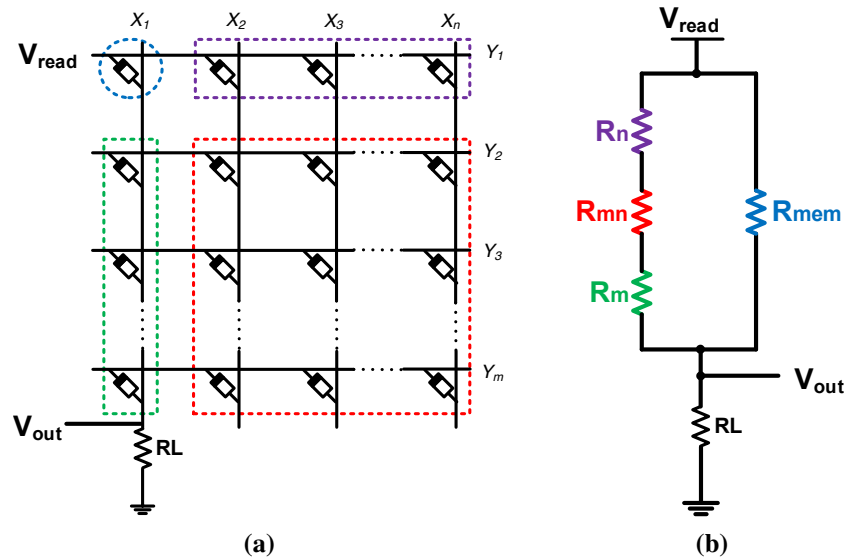 X1 X2 X3 Xn
Vread Y1
Y2
Y3
Ym
Vout
RL
(a)
Vread
Rn
Rmn Rmem
Rm
Vout
RL
(b)